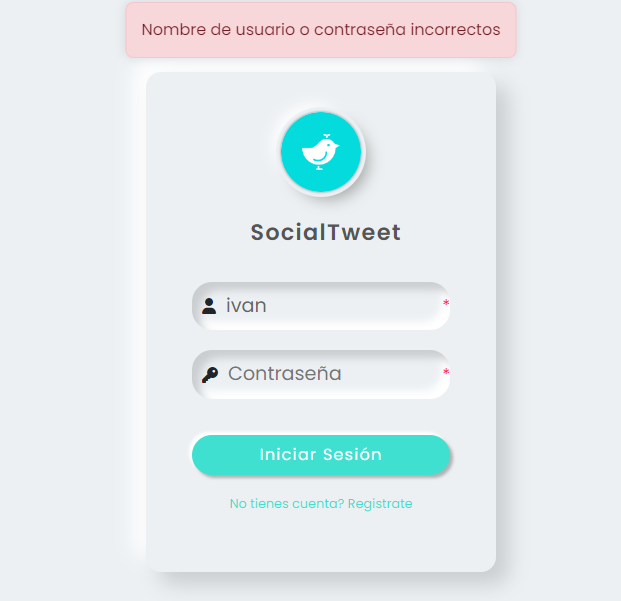 Nombre de usuario o contraseña incorrectos
SocialTweet
ivan
*
Contraseña
*
Iniciar Sesión
No tienes cuenta? Registrate